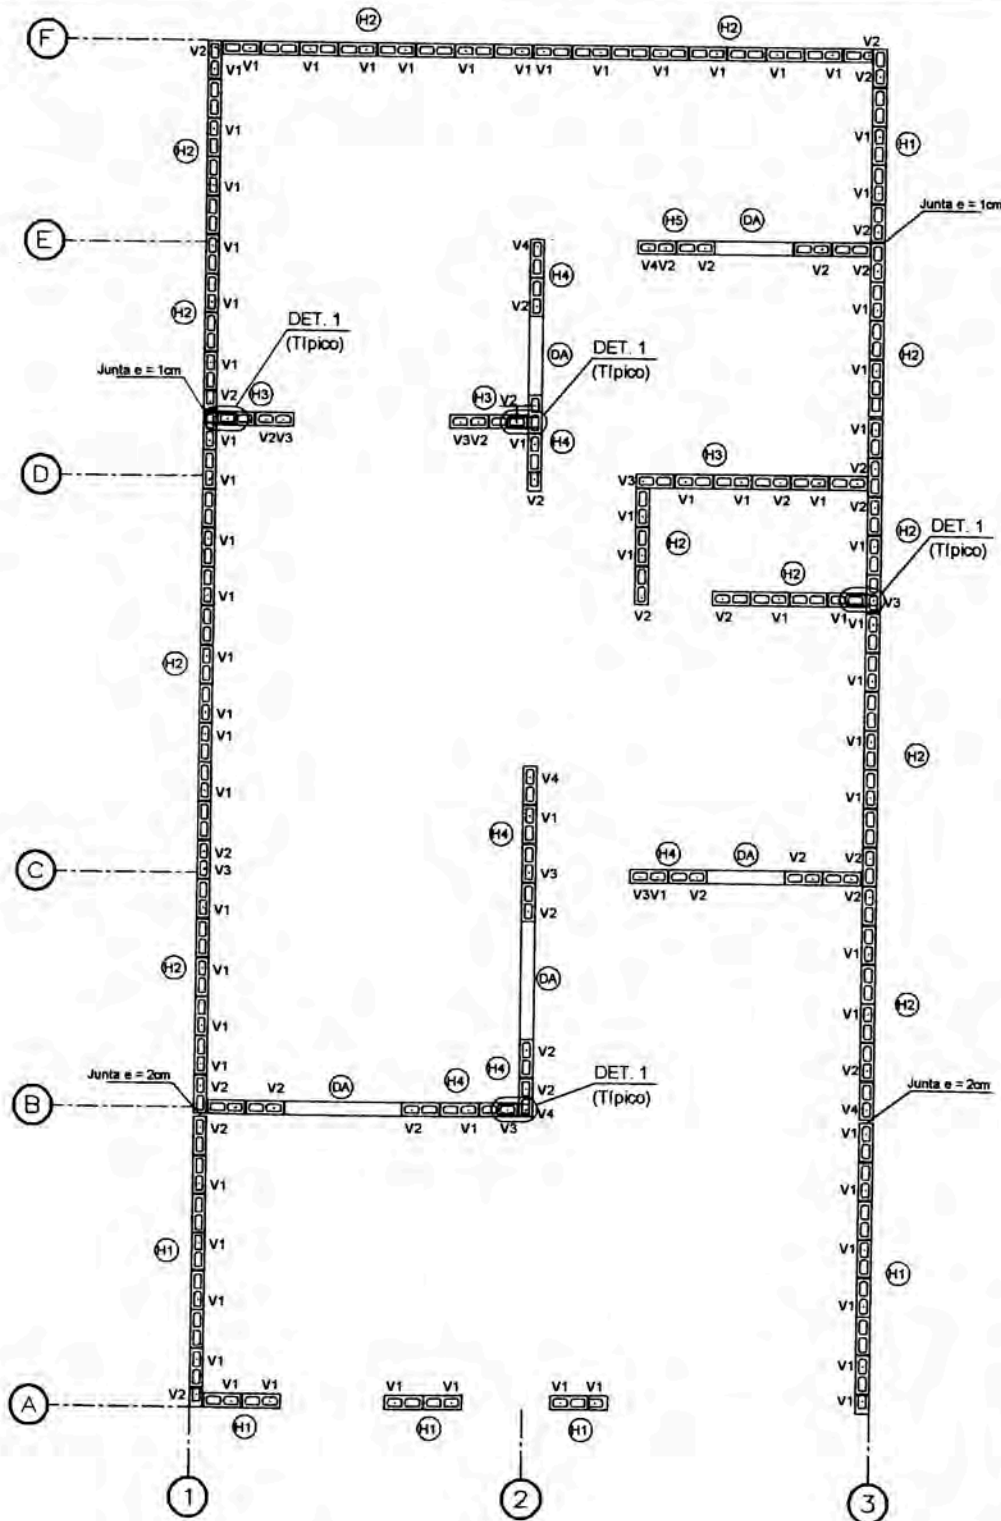 H2 H2
F V2 V2
V1 V1 V1 V1 V1 V1 V1 V1 V1 V1 V1 V1 V1 V2
V1 V1 H1
H2
V1 V1
Junta e = 1cm
H5 DA
E V1 V4 V2
V4V2 V2 V2 V2
H4
V1 V2 V1
H2 DET. 1
(Típico)
DA DET. 1
(Típico)
H2
V1 V1
Junta e = 1cm
V2 H3 H3 V2
V1 V2V3 V3V2 V1 H4 V1
H3
D V1 V2 V3 V2
V1 V1 V2 V1 V2
V1
V1 H2 DET. 1
(Típico)
V1 H2 H2 V1
V1
V2 V2 V1 V1 V1 V3
V1
H2 V1
V1
V1
V1 H2
V4
V1 V1
V1
H4
V2 H4 DA V2 V2
C V3 V3
V3V1 V2 V2
V1 V2
V1
H2 V1
DA H2
V1 V1
V1 V2 V2
Junta e = 2cm V2 V2 DA H4 H4 DET. 1
(Típico)
V2 Junta e = 2cm
B V4 V4
V2 V2 V1 V3 V1
V1 V1
H1 V1 V1
H1
V1 V1
V1 V1
A V2 V1 V1 V1 V1 V1 V1 V1
H1 H1 H1
1 2 3